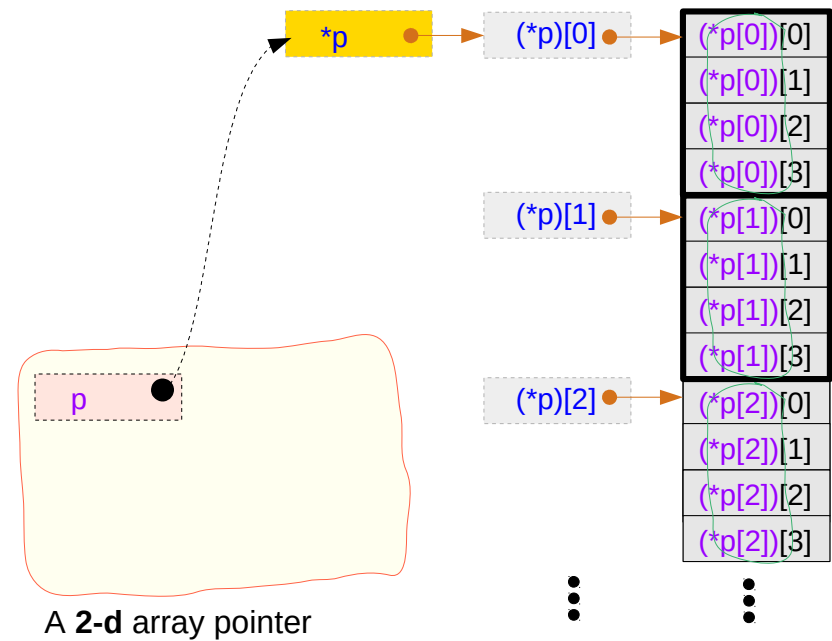 *p
(*p)[0]
(*p[0])[0]
(*p[0])[1]
(*p[0])[2]
(*p[0])[3]
(*p)[1]
(*p[1])[0]
(*p[1])[1]
(*p[1])[2]
(*p[1])[3]
p
(*p)[2]
(*p[2])[0]
(*p[2])[1]
(*p[2])[2]
(*p[2])[3]
A 2-d array pointer